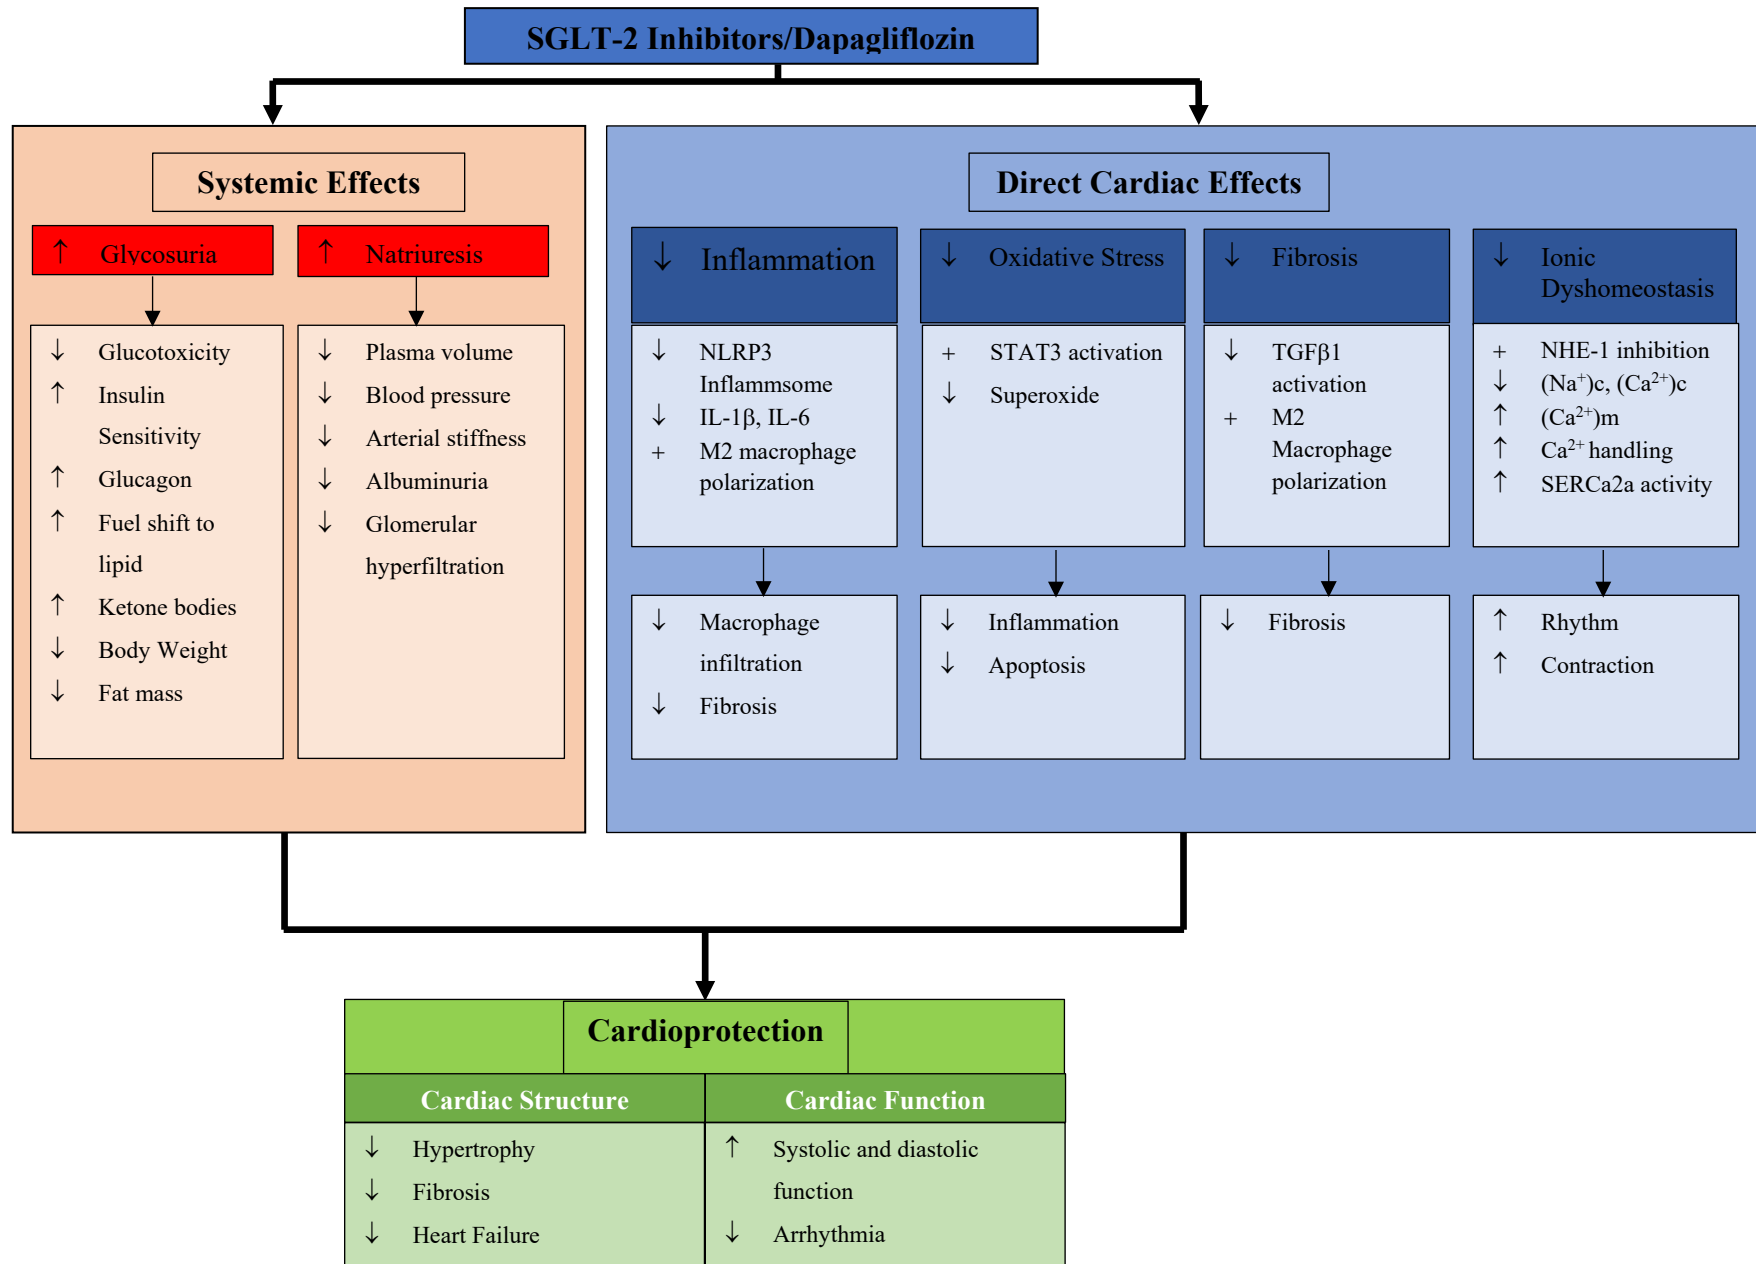 SGLT-2 Inhibitors/Dapagliflozin
Systemic Effects
↑ Glycosuria
↓ Glucotoxicity
↑ Insulin
Sensitivity
↑ Glucagon
↑ Fuel shift to
lipid
↑ Ketone bodies
↓ Body Weight
↓ Fat mass
↑ Natriuresis
↓ Plasma volume
↓ Blood pressure
↓ Arterial stiffness
↓ Albuminuria
↓ Glomerular
hyperfiltration
Direct Cardiac Effects
↓ Inflammation
↓ NLRP3
Inflammsome
↓ IL-1β, IL-6
+ M2 macrophage
polarization
↓ Macrophage
infiltration
↓ Fibrosis
↓ Oxidative Stress
+ STAT3 activation
↓ Superoxide
↓ Inflammation
↓ Apoptosis
↓ Fibrosis
↓ TGFβ1
activation
+ M2
Macrophage
polarization
↓ Fibrosis
↓ Ionic
Dyshomeostasis
+ NHE-1 inhibition
↓ (Na⁺)c, (Ca²⁺)c
↑ (Ca²⁺)m
↑ Ca²⁺ handling
↑ SERCa2a activity
↑ Rhythm
↑ Contraction
Cardioprotection
Cardiac Structure
↓ Hypertrophy
↓ Fibrosis
↓ Heart Failure
Cardiac Function
↑ Systolic and diastolic
function
↓ Arrhythmia